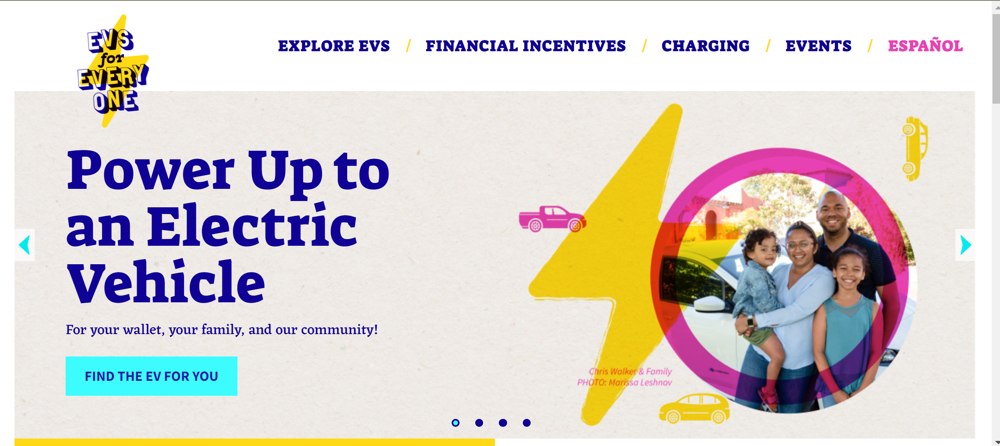 EVS
for
EVERY
ONE
EXPLORE EVS / FINANCIAL INCENTIVES / CHARGING / EVENTS / ESPAÑOL
Power Up to
an Electric
Vehicle
For your wallet, your family, and our community!
FIND THE EV FOR YOU
Chris Walker & Family
PHOTO: Marissa Leshnov